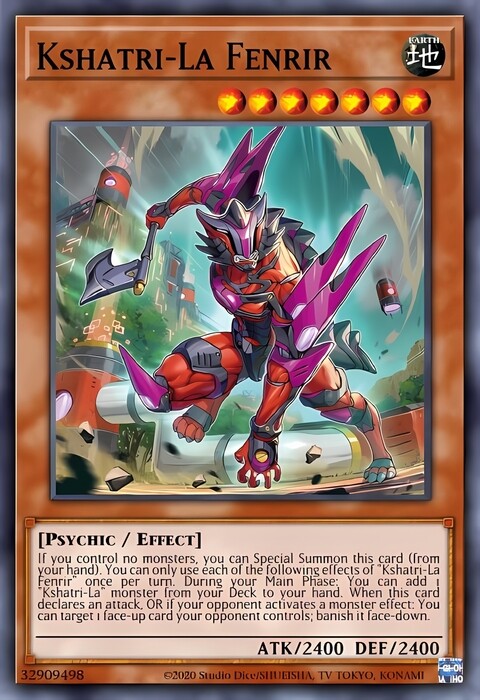 Kshatri-La Fenrir
EARTH
地
[Psychic / Effect]
If you control no monsters, you can Special Summon this card (from
your hand). You can only use each of the following effects of "Kshatri-La
Fenrir" once per turn. During your Main Phase: You can add 1
"Kshatri-La" monster from your Deck to your hand. When this card
declares an attack, OR if your opponent activates a monster effect: You
can target 1 face-up card your opponent controls; banish it face-down.
ATK/2400 DEF/2400
32909498
©2020 Studio Dice/SHUEISHA, TV TOKYO, KONAMI